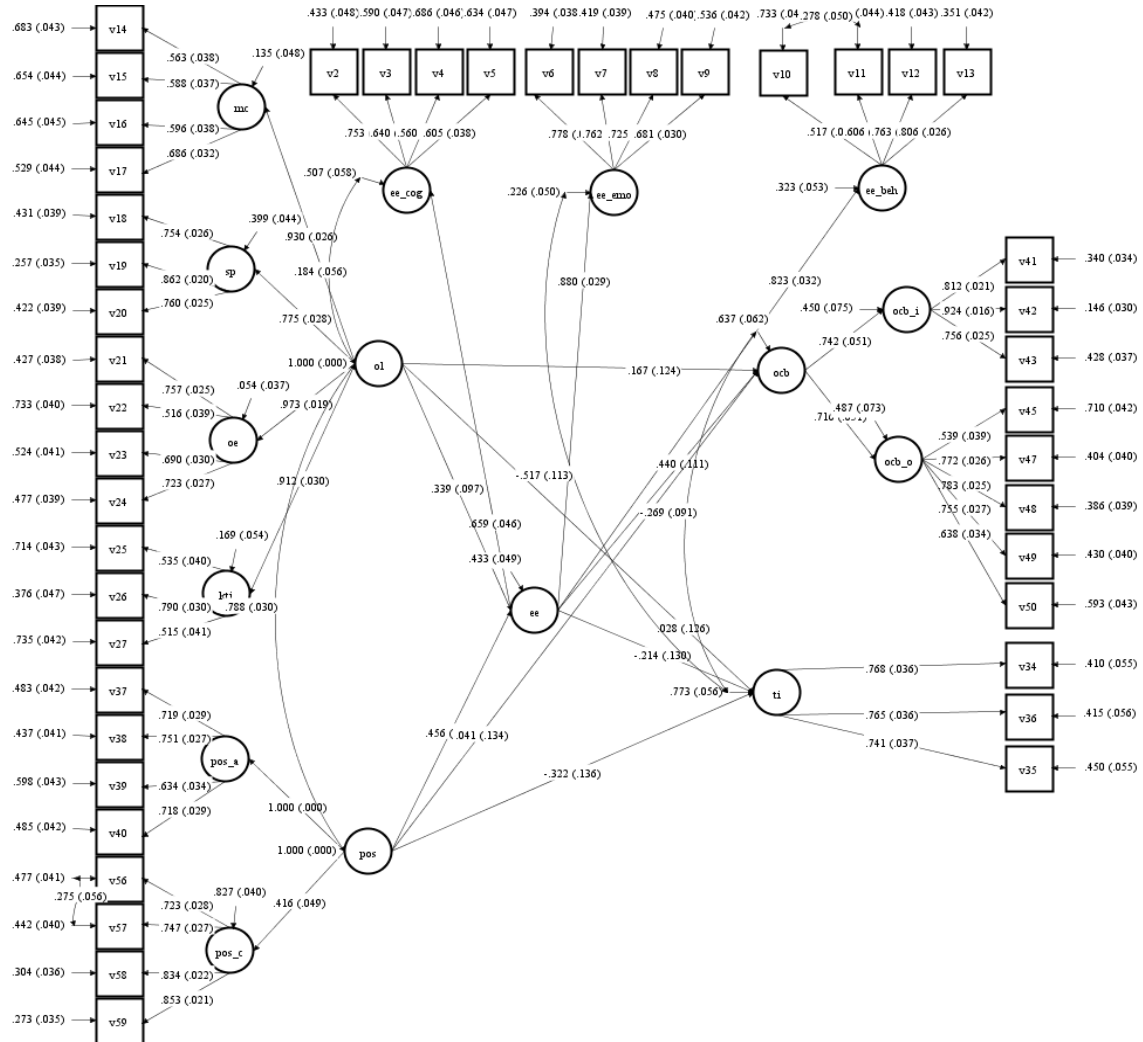 .433 (.048) .590 (.047) .686 (.046) .634 (.047) .394 (.038 .419 (.039) .475 (.040) .536 (.042) .733 (.04 .278 (.050) (.044) .418 (.043) .351 (.042)
v2 v3 v4 v5 v6 v7 v8 v9 v10 v11 v12 v13
.753 .640 .560 .605 (.038) .778 .762 .725 .681 (.030) .517 (.0 .606 .763 .806 (.026)
.683 (.043) v14
.563 (.038) .135 (.048)
.654 (.044) v15
.588 (.037) mc
.645 (.045) v16
.596 (.038)
.686 (.032)
.529 (.044) v17
.507 (.058) ee_cog .226 (.050) ee_emo .323 (.053) ee_beh
.431 (.039) v18
.754 (.026) .399 (.044)
.930 (.026)
.257 (.035) v19
.862 (.020) sp .184 (.056) .880 (.029) .823 (.032)
.422 (.039) v20
.760 (.025)
.775 (.028) .637 (.062) .450 (.075) ocb_i
.812 (.021) v41 .340 (.034)
.924 (.016) v42 .146 (.030)
.756 (.025) v43 .428 (.037)
.427 (.038) v21
1.000 (.000) ol .167 (.124) ocb .742 (.051)
.757 (.025) .054 (.037)
.733 (.040) v22
.516 (.039) oe .973 (.019)
.524 (.041) v23
.690 (.030)
.723 (.027)
.477 (.039) v24
.487 (.073)
ocb_o
.539 (.039) v45 .710 (.042)
.772 (.026) v47 .404 (.040)
.783 (.025) v48 .386 (.039)
.755 (.027) v49 .430 (.040)
.638 (.034) v50 .593 (.043)
.912 (.030) .339 (.097) -.517 (.113) .440 (.111)
-.269 (.091)
.659 (.046)
.433 (.049)
.714 (.043) v25
.535 (.040) .169 (.054)
.376 (.047) v26
.790 (.030) .788 (.030) ee
.735 (.042) v27
.515 (.041)
.028 (.126)
-.214 (.130)
.483 (.042) v37
.719 (.029)
.437 (.041) v38
.751 (.027) pos_a
.598 (.043) v39
.634 (.034)
.718 (.029)
.485 (.042) v40
.773 (.056) ti
.768 (.036) v34 .410 (.055)
.765 (.036) v36 .415 (.056)
.741 (.037) v35 .450 (.055)
.456 .041 (.134)
-.322 (.136)
1.000 (.000)
1.000 (.000) pos
.477 (.041) v56
.275 (.056)
.723 (.028) .827 (.040) .416 (.049)
.442 (.040) v57
.747 (.027) pos_c
.304 (.036) v58
.834 (.022)
.853 (.021)
.273 (.035) v59